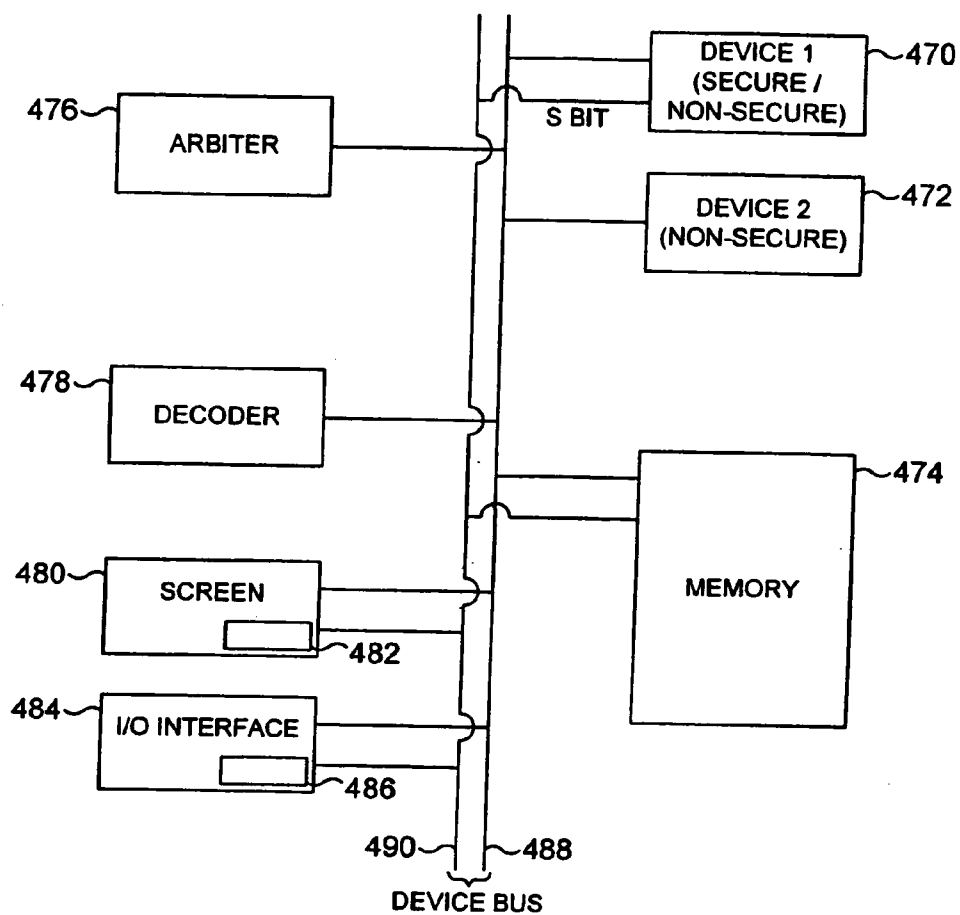 DEVICE 1
(SECURE /
NON-SECURE)
470
S BIT
476
ARBITER
DEVICE 2
(NON-SECURE)
472
478
DECODER
474
MEMORY
480
SCREEN
482
484
I/O INTERFACE
486
490
488
DEVICE BUS